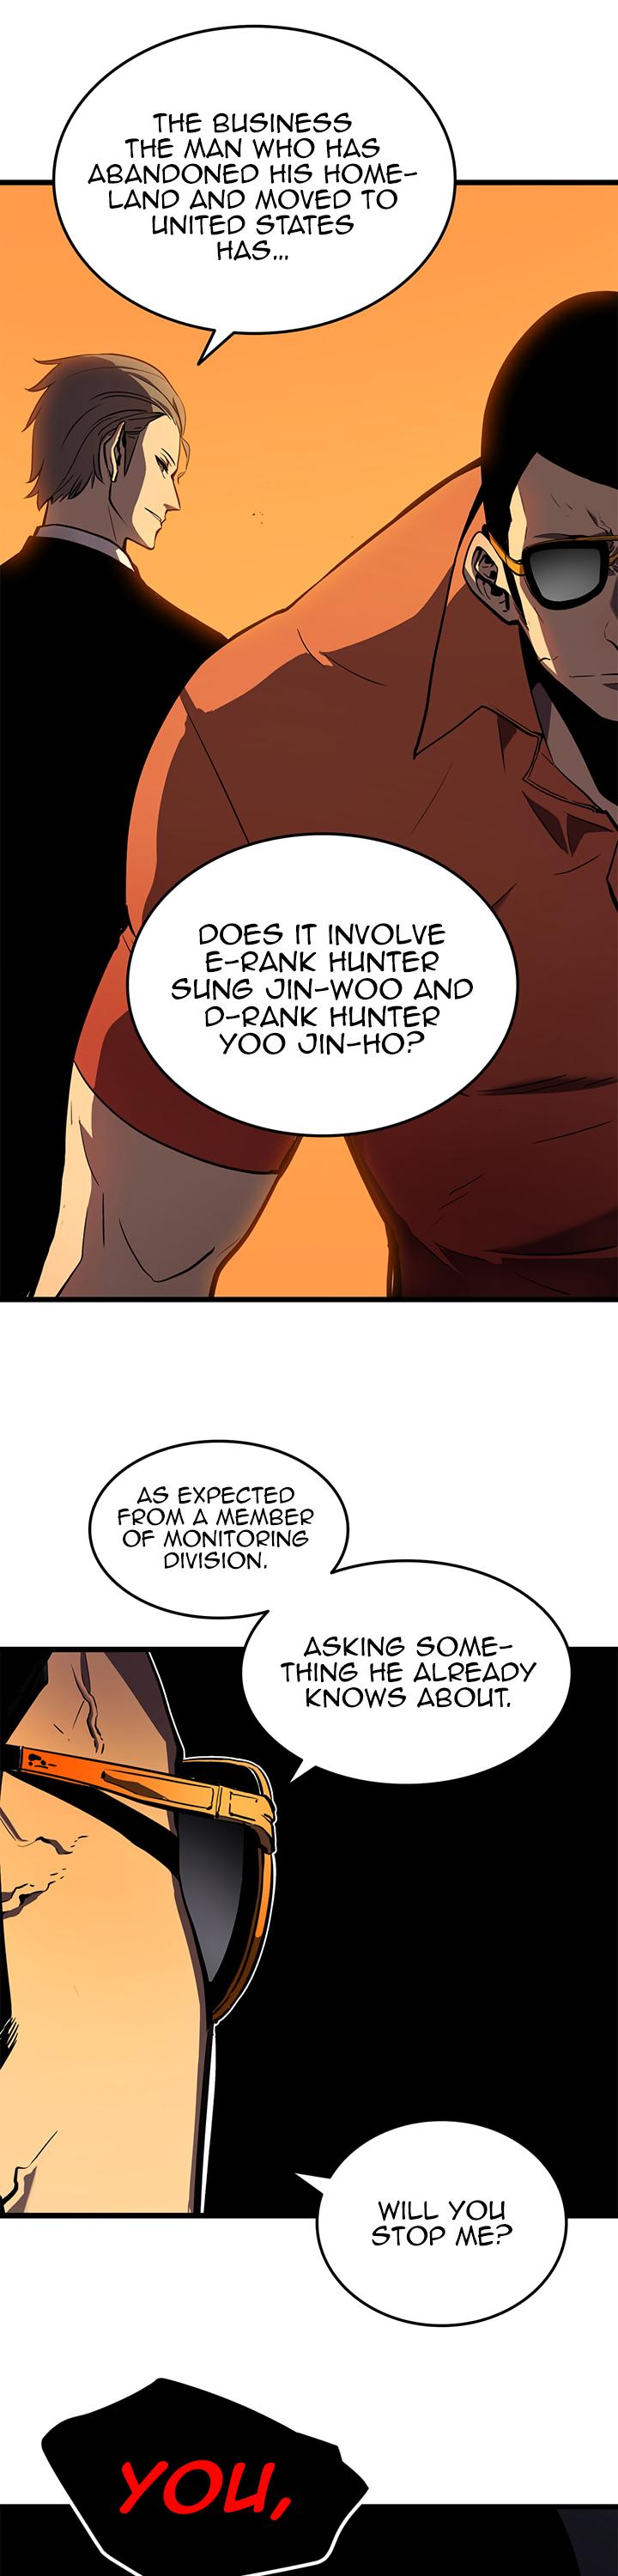 THE BUSINESS
THE MAN WHO HAS
ABANDONED HIS HOME-
LAND AND MOVED TO
UNITED STATES
HAS...
DOES IT INVOLVE
E-RANK HUNTER
SUNG JIN-WOO AND
D-RANK HUNTER
YOO JIN-HO?
AS EXPECTED
FROM A MEMBER
OF MONITORING
DIVISION.
ASKING SOME-
THING HE ALREADY
KNOWS ABOUT.
WILL YOU
STOP ME?
YOU,